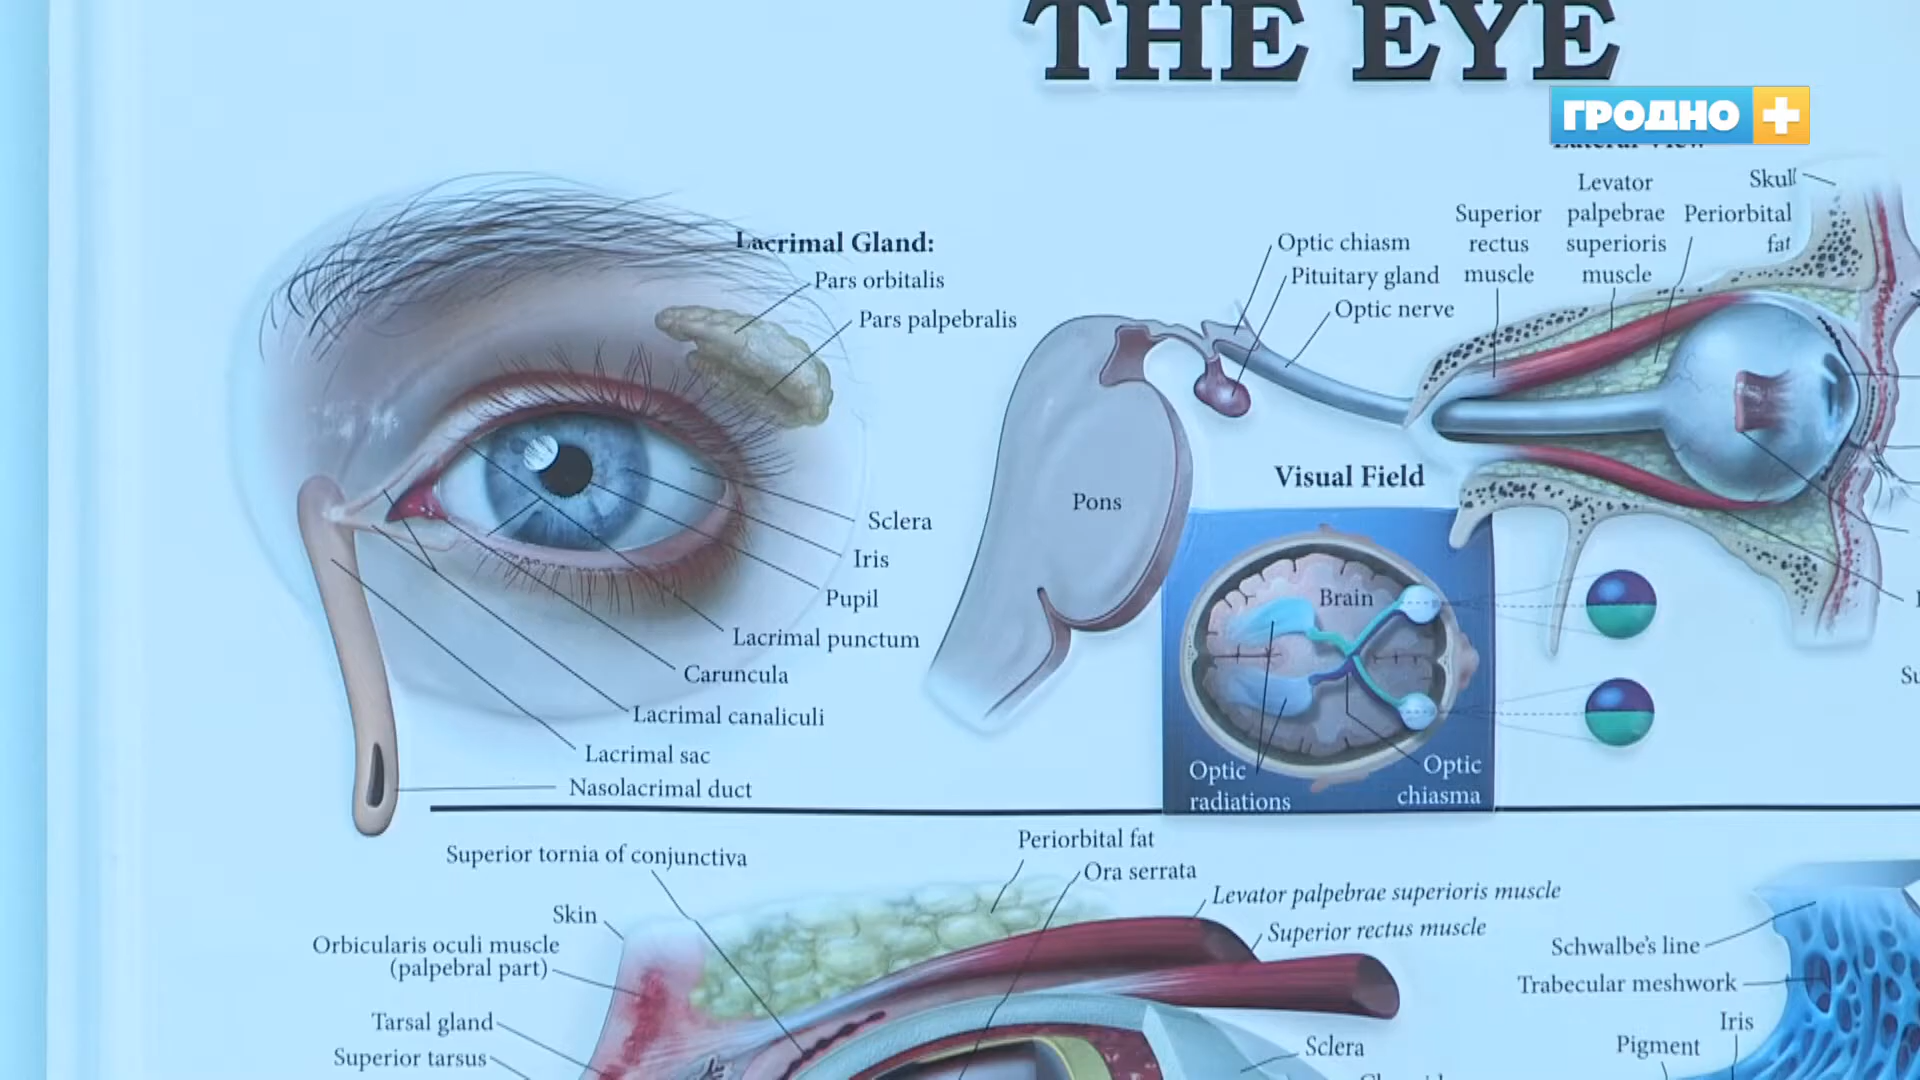 THE EYE
ГРОДНО +
Lateral View
Lacrimal Gland:
Pars orbitalis
Pars palpebralis
Sclera
Iris
Pupil
Lacrimal punctum
Caruncula
Lacrimal canaliculi
Lacrimal sac
Nasolacrimal duct
Optic chiasm
Pituitary gland
Optic nerve
Superior
rectus
muscle
Levator
palpebrae
superioris
muscle
Skull
Periorbital
fat
Pons
Visual Field
Brain
Optic
radiations
Optic
chiasma
Su
Superior tornia of conjunctiva
Skin
Orbicularis oculi muscle
(palpebral part)
Tarsal gland
Superior tarsus
Periorbital fat
Ora serrata
Levator palpebrae superioris muscle
Superior rectus muscle
Sclera
Schwalbe's line
Trabecular meshwork
Iris
Pigment